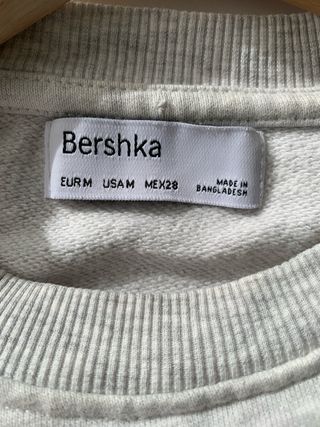 Bershka
EUR M USA M MEX28
MADE IN
BANGLADESH